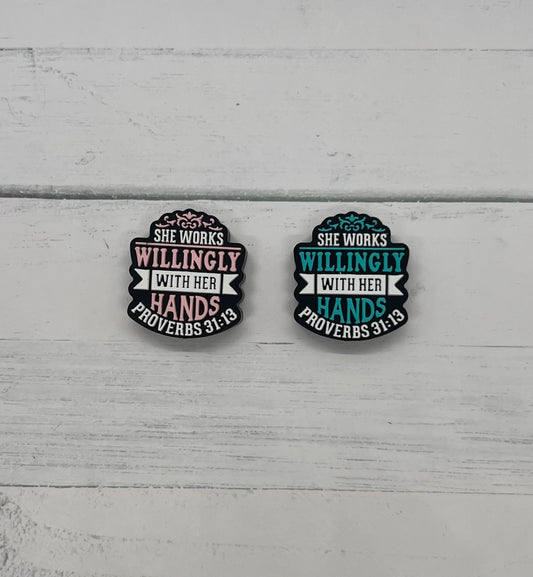 SHE WORKS
WILLINGLY
WITH HER
HANDS
PROVERBS 31:13
SHE WORKS
WILLINGLY
WITH HER
HANDS
PROVERBS 31:13